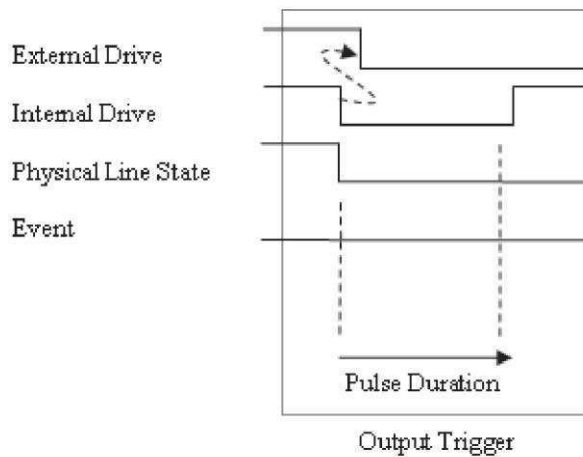 External Drive
Internal Drive
Physical Line State
Event
Pulse Duration
Output Trigger